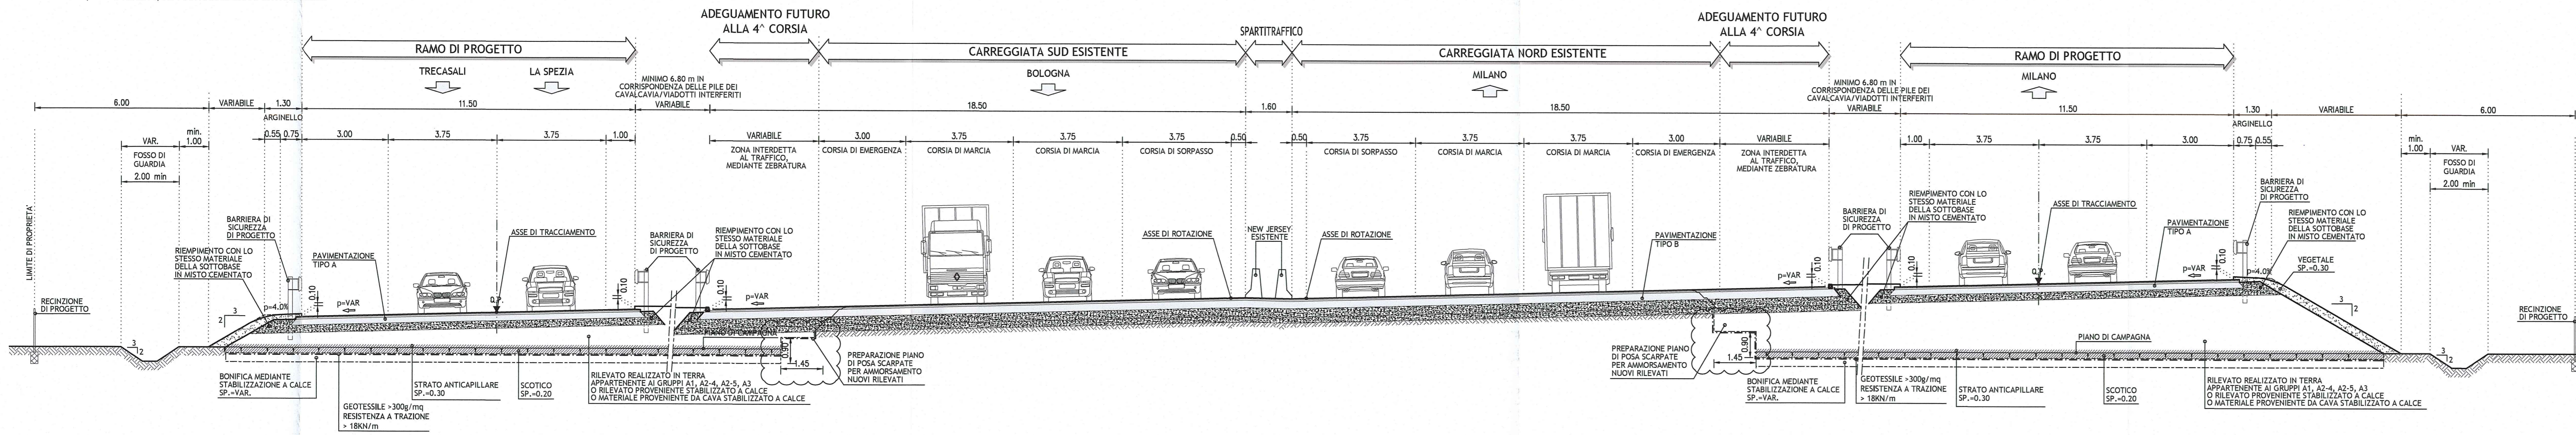 ADEGUAMENTO FUTURO
ALLA 4^ CORSIA
SPARTITRAFFICO
ADEGUAMENTO FUTURO
ALLA 4^ CORSIA
RAMO DI PROGETTO
CARREGGIATA SUD ESISTENTE
CARREGGIATA NORD ESISTENTE
RAMO DI PROGETTO
TRECASALI
LA SPEZIA
BOLOGNA
MILANO
MILANO
MINIMO 6.80 m IN
CORRISPONDENZA DELLE PILE DEI
CAVALCAVIA/VIADOTTI INTERFERITI
MINIMO 6.80 m IN
CORRISPONDENZA DELLE PILE DEI
CAVALCAVIA/VIADOTTI INTERFERITI
6.00 VARIABILE 1.30 11.50 VARIABILE 18.50 1.60 18.50 VARIABILE 11.50 1.30 VARIABILE 6.00
ARGINELLO
ARGINELLO
VAR. min. 1.00 0.55 0.75 3.00 3.75 3.75 1.00 VARIABILE 3.00 3.75 3.75 3.75 0.50 0.50 3.75 3.75 3.75 3.00 VARIABILE 1.00 3.75 3.75 3.00 0.75 0.55 min. 1.00 VAR.
FOSSO DI
GUARDIA
2.00 min
ZONA INTERDETTA
AL TRAFFICO,
MEDIANTE ZEBRATURA
CORSIA DI EMERGENZA
CORSIA DI MARCIA
CORSIA DI MARCIA
CORSIA DI SORPASSO
CORSIA DI SORPASSO
CORSIA DI MARCIA
CORSIA DI MARCIA
CORSIA DI EMERGENZA
ZONA INTERDETTA
AL TRAFFICO,
MEDIANTE ZEBRATURA
FOSSO DI
GUARDIA
2.00 min
LIMITE DI PROPRIETA'
RECINZIONE
DI PROGETTO
BARRIERA DI
SICUREZZA
DI PROGETTO
RIEMPIMENTO CON LO
STESSO MATERIALE
DELLA SOTTOBASE
IN MISTO CEMENTATO
PAVIMENTAZIONE
TIPO A
ASSE DI TRACCIAMENTO
BARRIERA DI
SICUREZZA
DI PROGETTO
RIEMPIMENTO CON LO
STESSO MATERIALE
DELLA SOTTOBASE
IN MISTO CEMENTATO
ASSE DI ROTAZIONE
NEW JERSEY
ESISTENTE
ASSE DI ROTAZIONE
PAVIMENTAZIONE
TIPO B
BARRIERA DI
SICUREZZA
DI PROGETTO
RIEMPIMENTO CON LO
STESSO MATERIALE
DELLA SOTTOBASE
IN MISTO CEMENTATO
ASSE DI TRACCIAMENTO
PAVIMENTAZIONE
TIPO A
BARRIERA DI
SICUREZZA
DI PROGETTO
RIEMPIMENTO CON LO
STESSO MATERIALE
DELLA SOTTOBASE
IN MISTO CEMENTATO
VEGETALE
SP.=0.30
RECINZIONE
DI PROGETTO
3
2
3
2
p=4.0%
0.10
p=VAR
Q.P.
0.10
0.10
p=VAR
p=VAR
0.10
0.10
Q.P.
p=VAR
0.10
p=4.0%
3
2
3
2
PIANO DI CAMPAGNA
0.90
1.45
PREPARAZIONE PIANO
DI POSA SCARPATE
PER AMMORSAMENTO
NUOVI RILEVATI
PREPARAZIONE PIANO
DI POSA SCARPATE
PER AMMORSAMENTO
NUOVI RILEVATI
0.90
1.45
PIANO DI CAMPAGNA
BONIFICA MEDIANTE
STABILIZZAZIONE A CALCE
SP.=VAR.
GEOTESSILE >300g/mq
RESISTENZA A TRAZIONE
> 18KN/m
STRATO ANTICAPILLARE
SP.=0.30
SCOTICO
SP.=0.20
RILEVATO REALIZZATO IN TERRA
APPARTENENTE AI GRUPPI A1, A2-4, A2-5, A3
O RILEVATO PROVENIENTE STABILIZZATO A CALCE
O MATERIALE PROVENIENTE DA CAVA STABILIZZATO A CALCE
BONIFICA MEDIANTE
STABILIZZAZIONE A CALCE
SP.=VAR.
GEOTESSILE >300g/mq
RESISTENZA A TRAZIONE
> 18KN/m
STRATO ANTICAPILLARE
SP.=0.30
SCOTICO
SP.=0.20
RILEVATO REALIZZATO IN TERRA
APPARTENENTE AI GRUPPI A1, A2-4, A2-5, A3
O RILEVATO PROVENIENTE STABILIZZATO A CALCE
O MATERIALE PROVENIENTE DA CAVA STABILIZZATO A CALCE